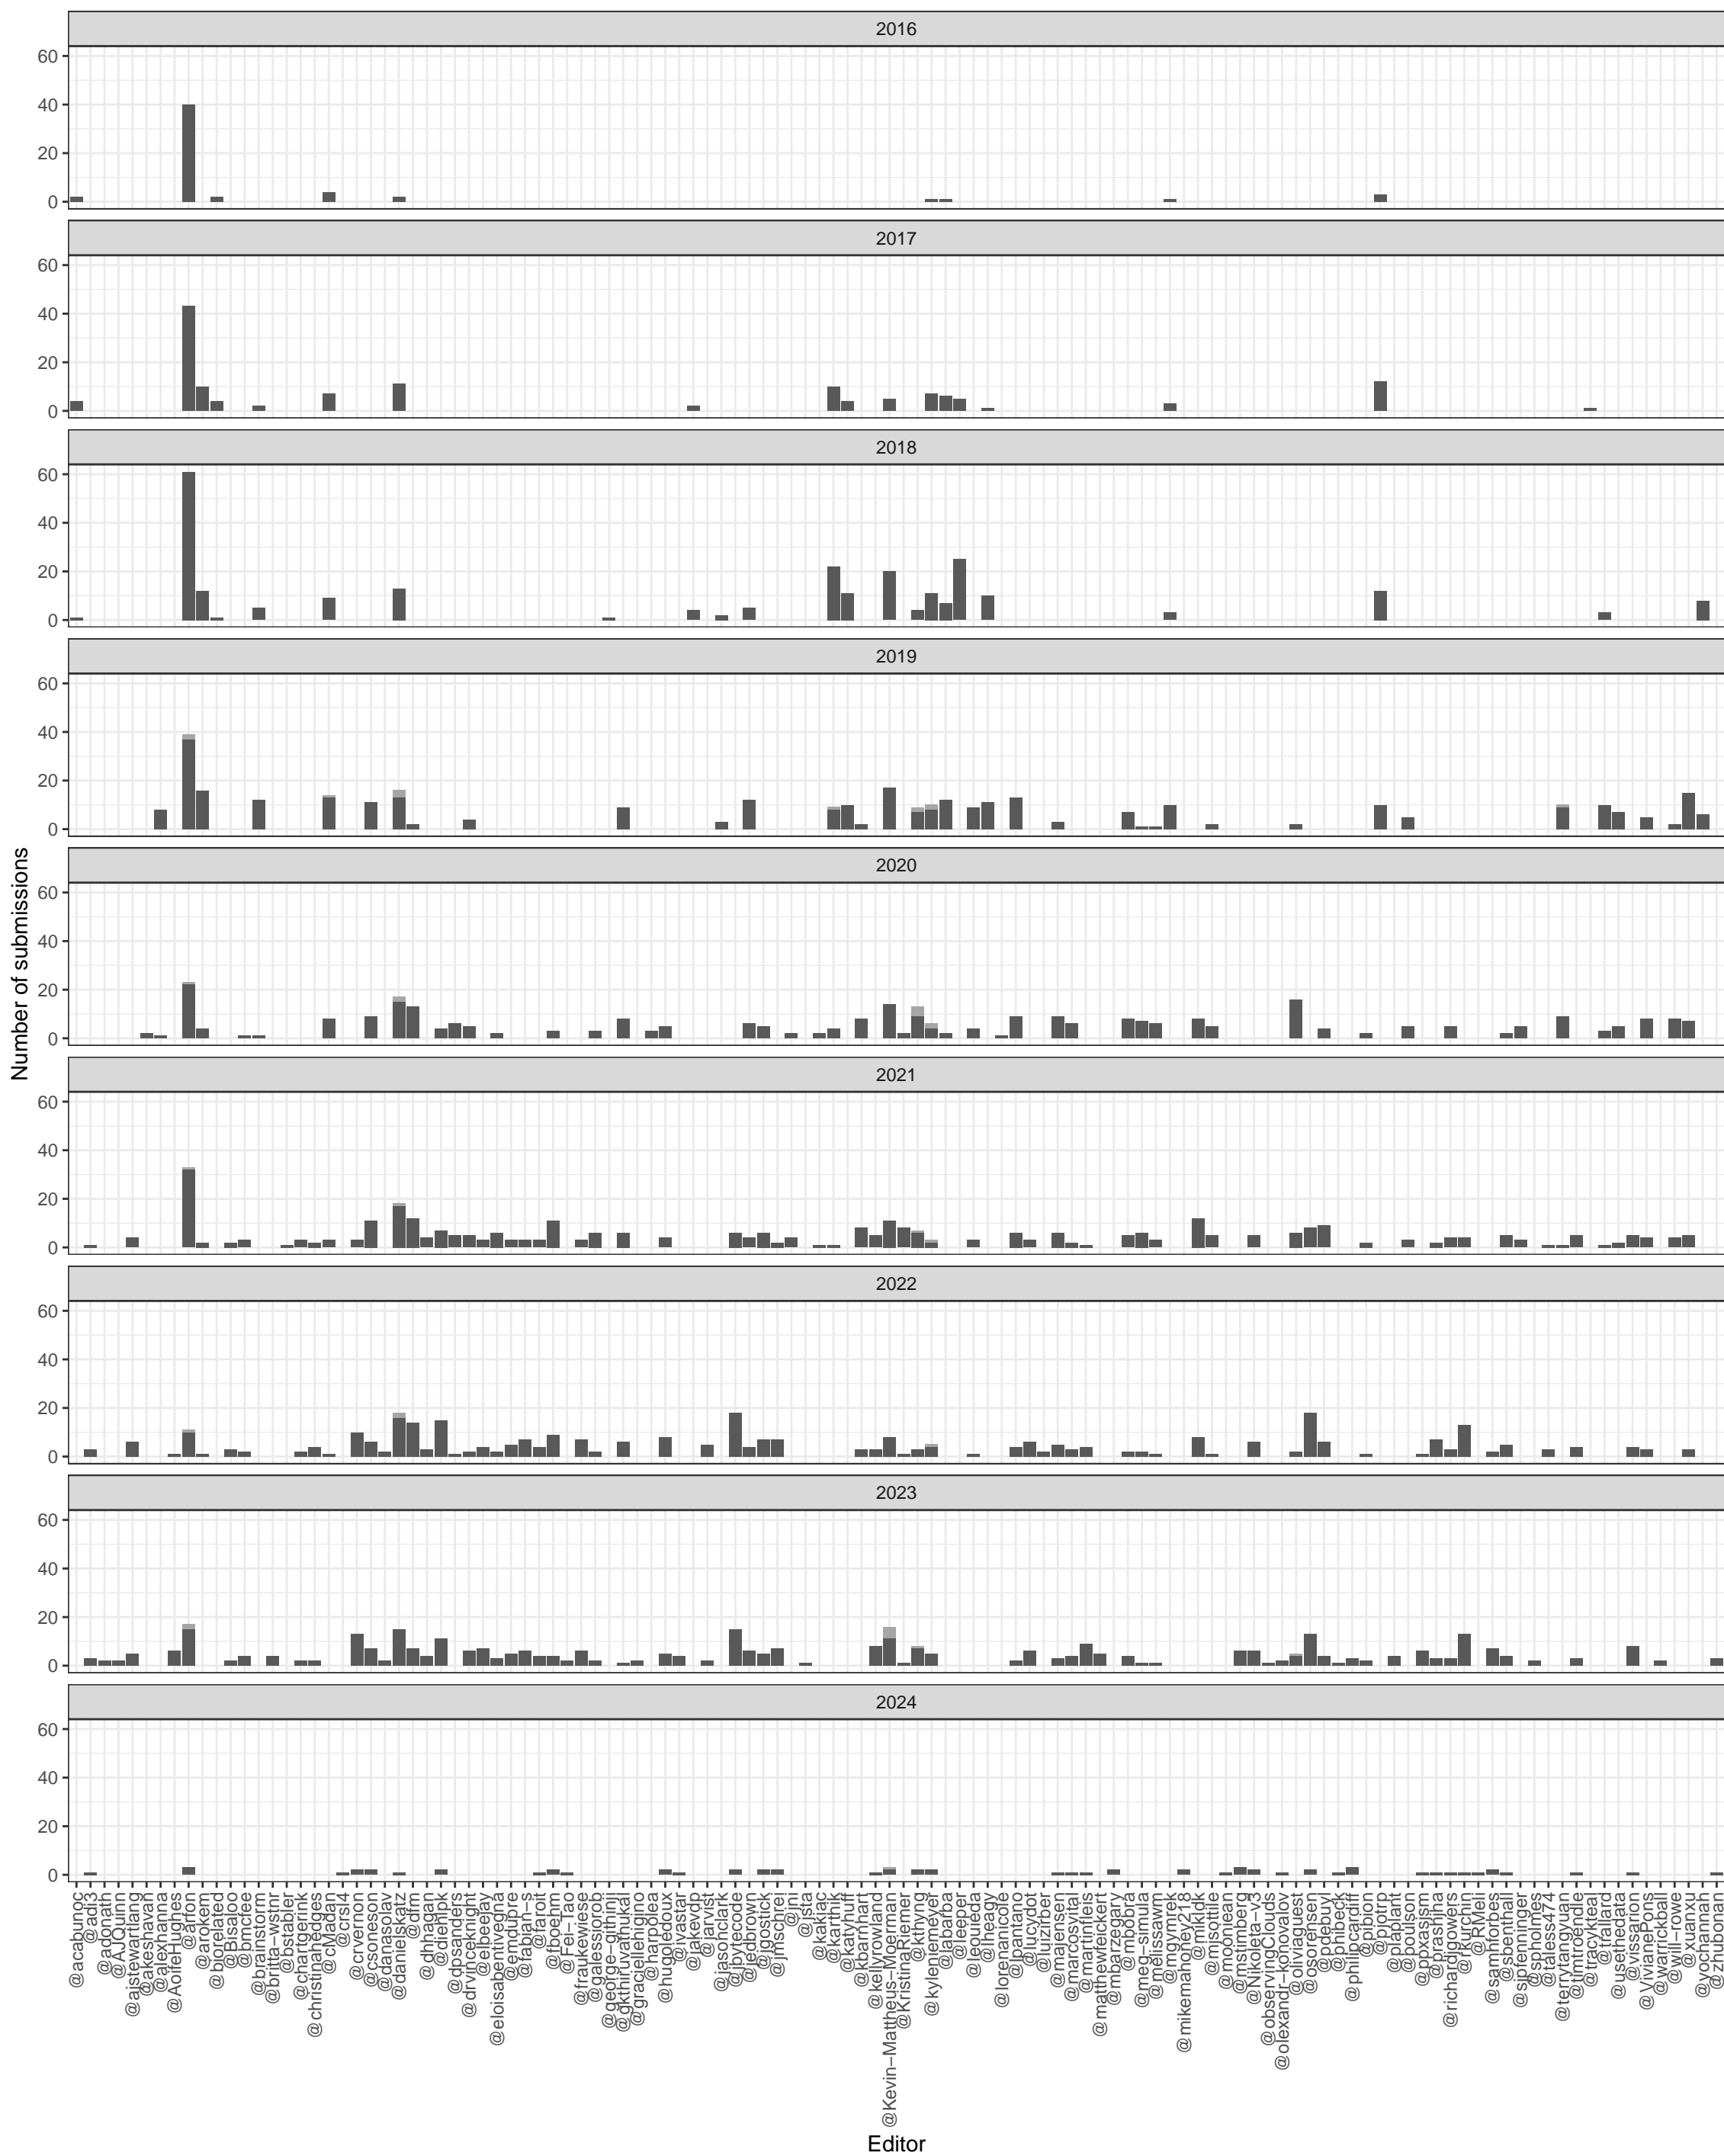 2016
60
40
20
0
2017
60
40
20
0
2018
60
40
20
0
2019
60
40
20
0
2020
60
40
20
0
2021
60
40
20
0
2022
60
40
20
0
2023
60
40
20
0
2024
60
40
20
0
Number of submissions
@acabunoc
@adi3
@adonath
@AJQuinn
@ajstewartlang
@akeshavan
@alexhanna
@AoifeHughes
@arfon
@arokem
@biorelated
@Bisaloo
@bmcfee
@brainstorm
@britta-wstnr
@bstabler
@chartgerink
@christinahedges
@cMadan
@crsl4
@crvernon
@csoneson
@danasolav
@danielskatz
@dfm
@dhhagan
@diehlpk
@dpsanders
@drvinceknight
@elbeejay
@eloisabentivegna
@emdupre
@fabian-s
@faroit
@fboehm
@Fei-Tao
@fraukewiese
@galessiorob
@george-githinji
@gkthiruvathukal
@graciellehigino
@harpolea
@hugoledoux
@ivastar
@jakevdp
@jarvist
@jasonclark
@jbytecode
@jedbrown
@jgostick
@jmschrei
@jni
@jsta
@kakiac
@karthik
@katyhuff
@kbarnhart
@kellyrowland
@Kevin-Mattheus-Moerman
@KristinaRiemer
@kthyng
@kyleniemeyer
@labarba
@leeper
@leouieda
@lheagy
@lorenanicole
@lpantano
@lucydot
@luizirber
@majensen
@marcosvital
@martinfleis
@matthewfeickert
@mbarzegary
@mbobra
@meg-simula
@melissawm
@mgymrek
@mikemahoney218
@mikldk
@mjsottile
@moonjean
@mstimberg
@Nikoleta-v3
@observingClouds
@olexandr-konovalov
@oliviaguest
@osorensen
@pdebuyl
@phibeck
@philipcardiff
@pibion
@pjotrp
@plaplant
@poulson
@ppxasjsm
@prashjha
@richardjgowers
@rkurchin
@RMeli
@samhforbes
@sbenthall
@sjpfenninger
@spholmes
@tales474
@terrytangyuan
@timtroendle
@tracykteal
@trallard
@usethedata
@vissarion
@VivianePons
@warrickball
@will-rowe
@xuanxu
@yochannah
@zhubonan
Editor